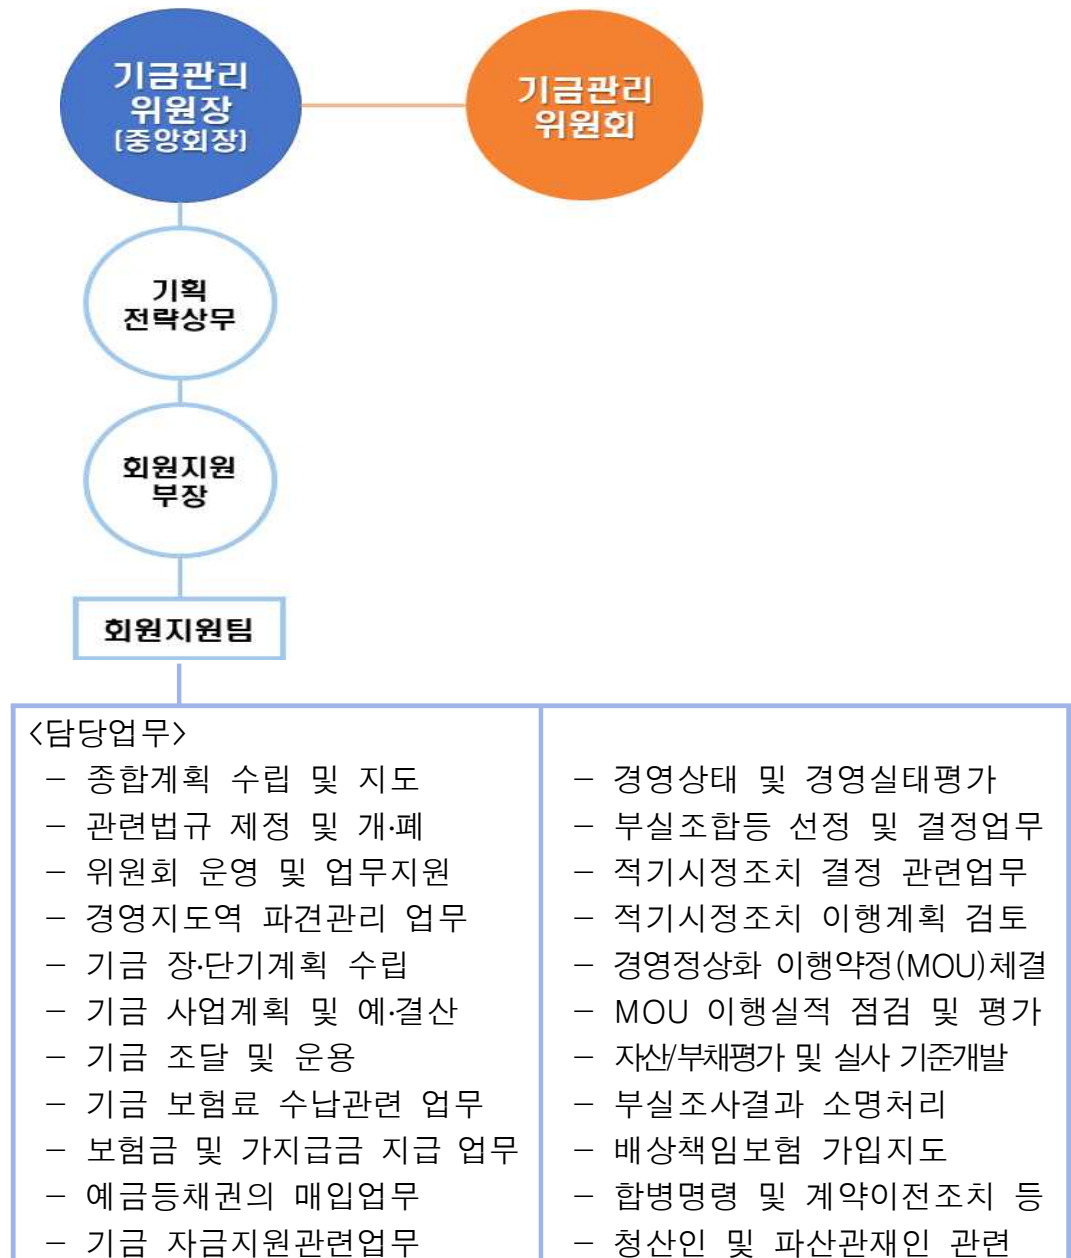 기금관리
위원장
[중앙회장]
기금관리
위원회
기획
전략상무
회원지원
부장
회원지원팀
<담당업무>
- 종합계획 수립 및 지도
- 관련법규 제정 및 개·폐
- 위원회 운영 및 업무지원
- 경영지도역 파견관리 업무
- 기금 장·단기계획 수립
- 기금 사업계획 및 예·결산
- 기금 조달 및 운용
- 기금 보험료 수납관련 업무
- 보험금 및 가지급금 지급 업무
- 예금등채권의 매입업무
- 기금 자금지원관련업무
- 경영상태 및 경영실태평가
- 부실조합등 선정 및 결정업무
- 적기시정조치 결정 관련업무
- 적기시정조치 이행계획 검토
- 경영정상화 이행약정(MOU)체결
- MOU 이행실적 점검 및 평가
- 자산/부채평가 및 실사 기준개발
- 부실조사결과 소명처리
- 배상책임보험 가입지도
- 합병명령 및 계약이전조치 등
- 청산인 및 파산관재인 관련